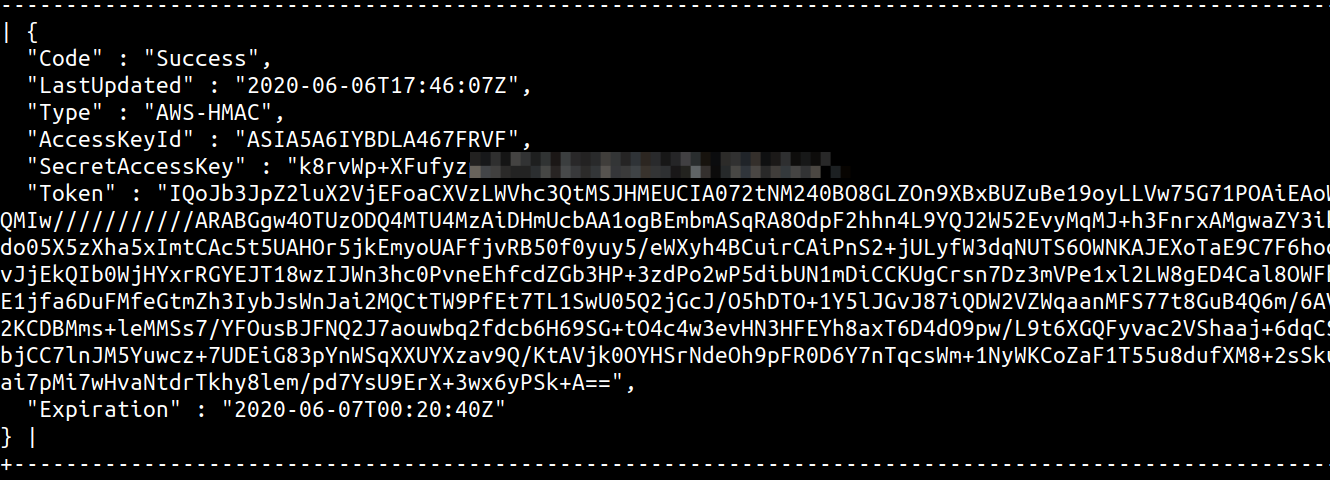 | {
"Code" : "Success",
"LastUpdated" : "2020-06-06T17:46:07Z",
"Type" : "AWS-HMAC",
"AccessKeyId" : "ASIA5A6IYBDLA467FRVF",
"SecretAccessKey" : "k8rvWp+XFufyz
"Token" : "IQoJb3JpZ2luX2VjEFoaCXVzLWVhc3QtMSJHMEUCIA072tNM240BO8GLZOn9XBxBUZuBe19oyLLVw75G71POAiEAoW
QMIw///////////ARABGgw4OTUzODQ4MTU4MzAiDHmUcbAA1ogBEmbmASqRA8OdpF2hhn4L9YQJ2W52EvyMqMJ+h3FnrxAMgwaZY3il
do05X5zXha5xImtCAc5t5UAHOr5jkEmyoUAFfjvRB50f0yuy5/eWXyh4BCuirCAiPnS2+jULyfW3dqNUTS6OWNKAJEXoTaE9C7F6hoc
vJjEkQIb0WjHYxrRGYEJT18wzIJWn3hc0PvneEhfcdZGb3HP+3zdPo2wP5dibUN1mDiCCKUgCrsn7Dz3mVPe1xl2LW8gED4Cal8OWFl
E1jfa6DuFMfeGtmZh3IybJsWnJai2MQCtTW9PfEt7TL1SwU05Q2jGcJ/O5hDTO+1Y5lJGvJ87iQDW2VZWqaanMFS77t8GuB4Q6m/6AV
2KCDBMms+leMMSs7/YFOusBJFNQ2J7aouwbq2fdcb6H69SG+tO4c4w3evHN3HFEYh8axT6D4dO9pw/L9t6XGQFyvac2VShaaj+6dqCS
bjCC7lnJM5Yuwcz+7UDEiG83pYnWSqXXUYXzav9Q/KtAVjk0OYHSrNdeOh9pFR0D6Y7nTqcsWm+1NyWKCoZaF1T55u8dufXM8+2sSku
ai7pMi7wHvaNtdrTkhy8lem/pd7YsU9ErX+3wx6yPSk+A==",
"Expiration" : "2020-06-07T00:20:40Z"
} |